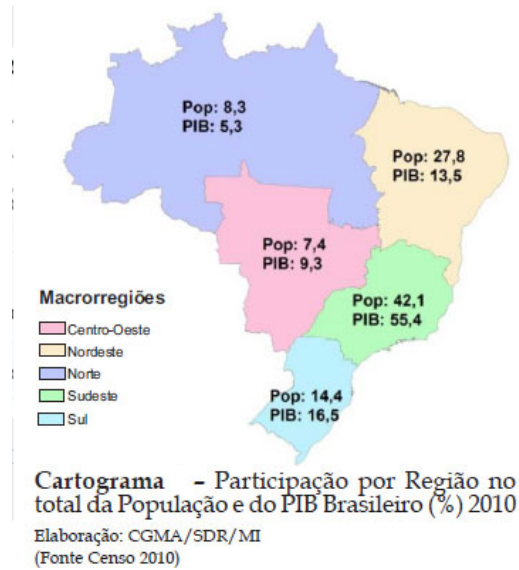 Pop: 8,3
PIB: 5,3
Pop: 27,8
PIB: 13,5
Pop: 7,4
PIB: 9,3
Pop: 42,1
PIB: 55,4
Pop: 14,4
PIB: 16,5
Macrorregiões
Centro-Oeste
Nordeste
Norte
Sudeste
Sul
Cartograma – Participação por Região no
total da População e do PIB Brasileiro (%) 2010
Elaboração: CGMA/SDR/MI
(Fonte Censo 2010)